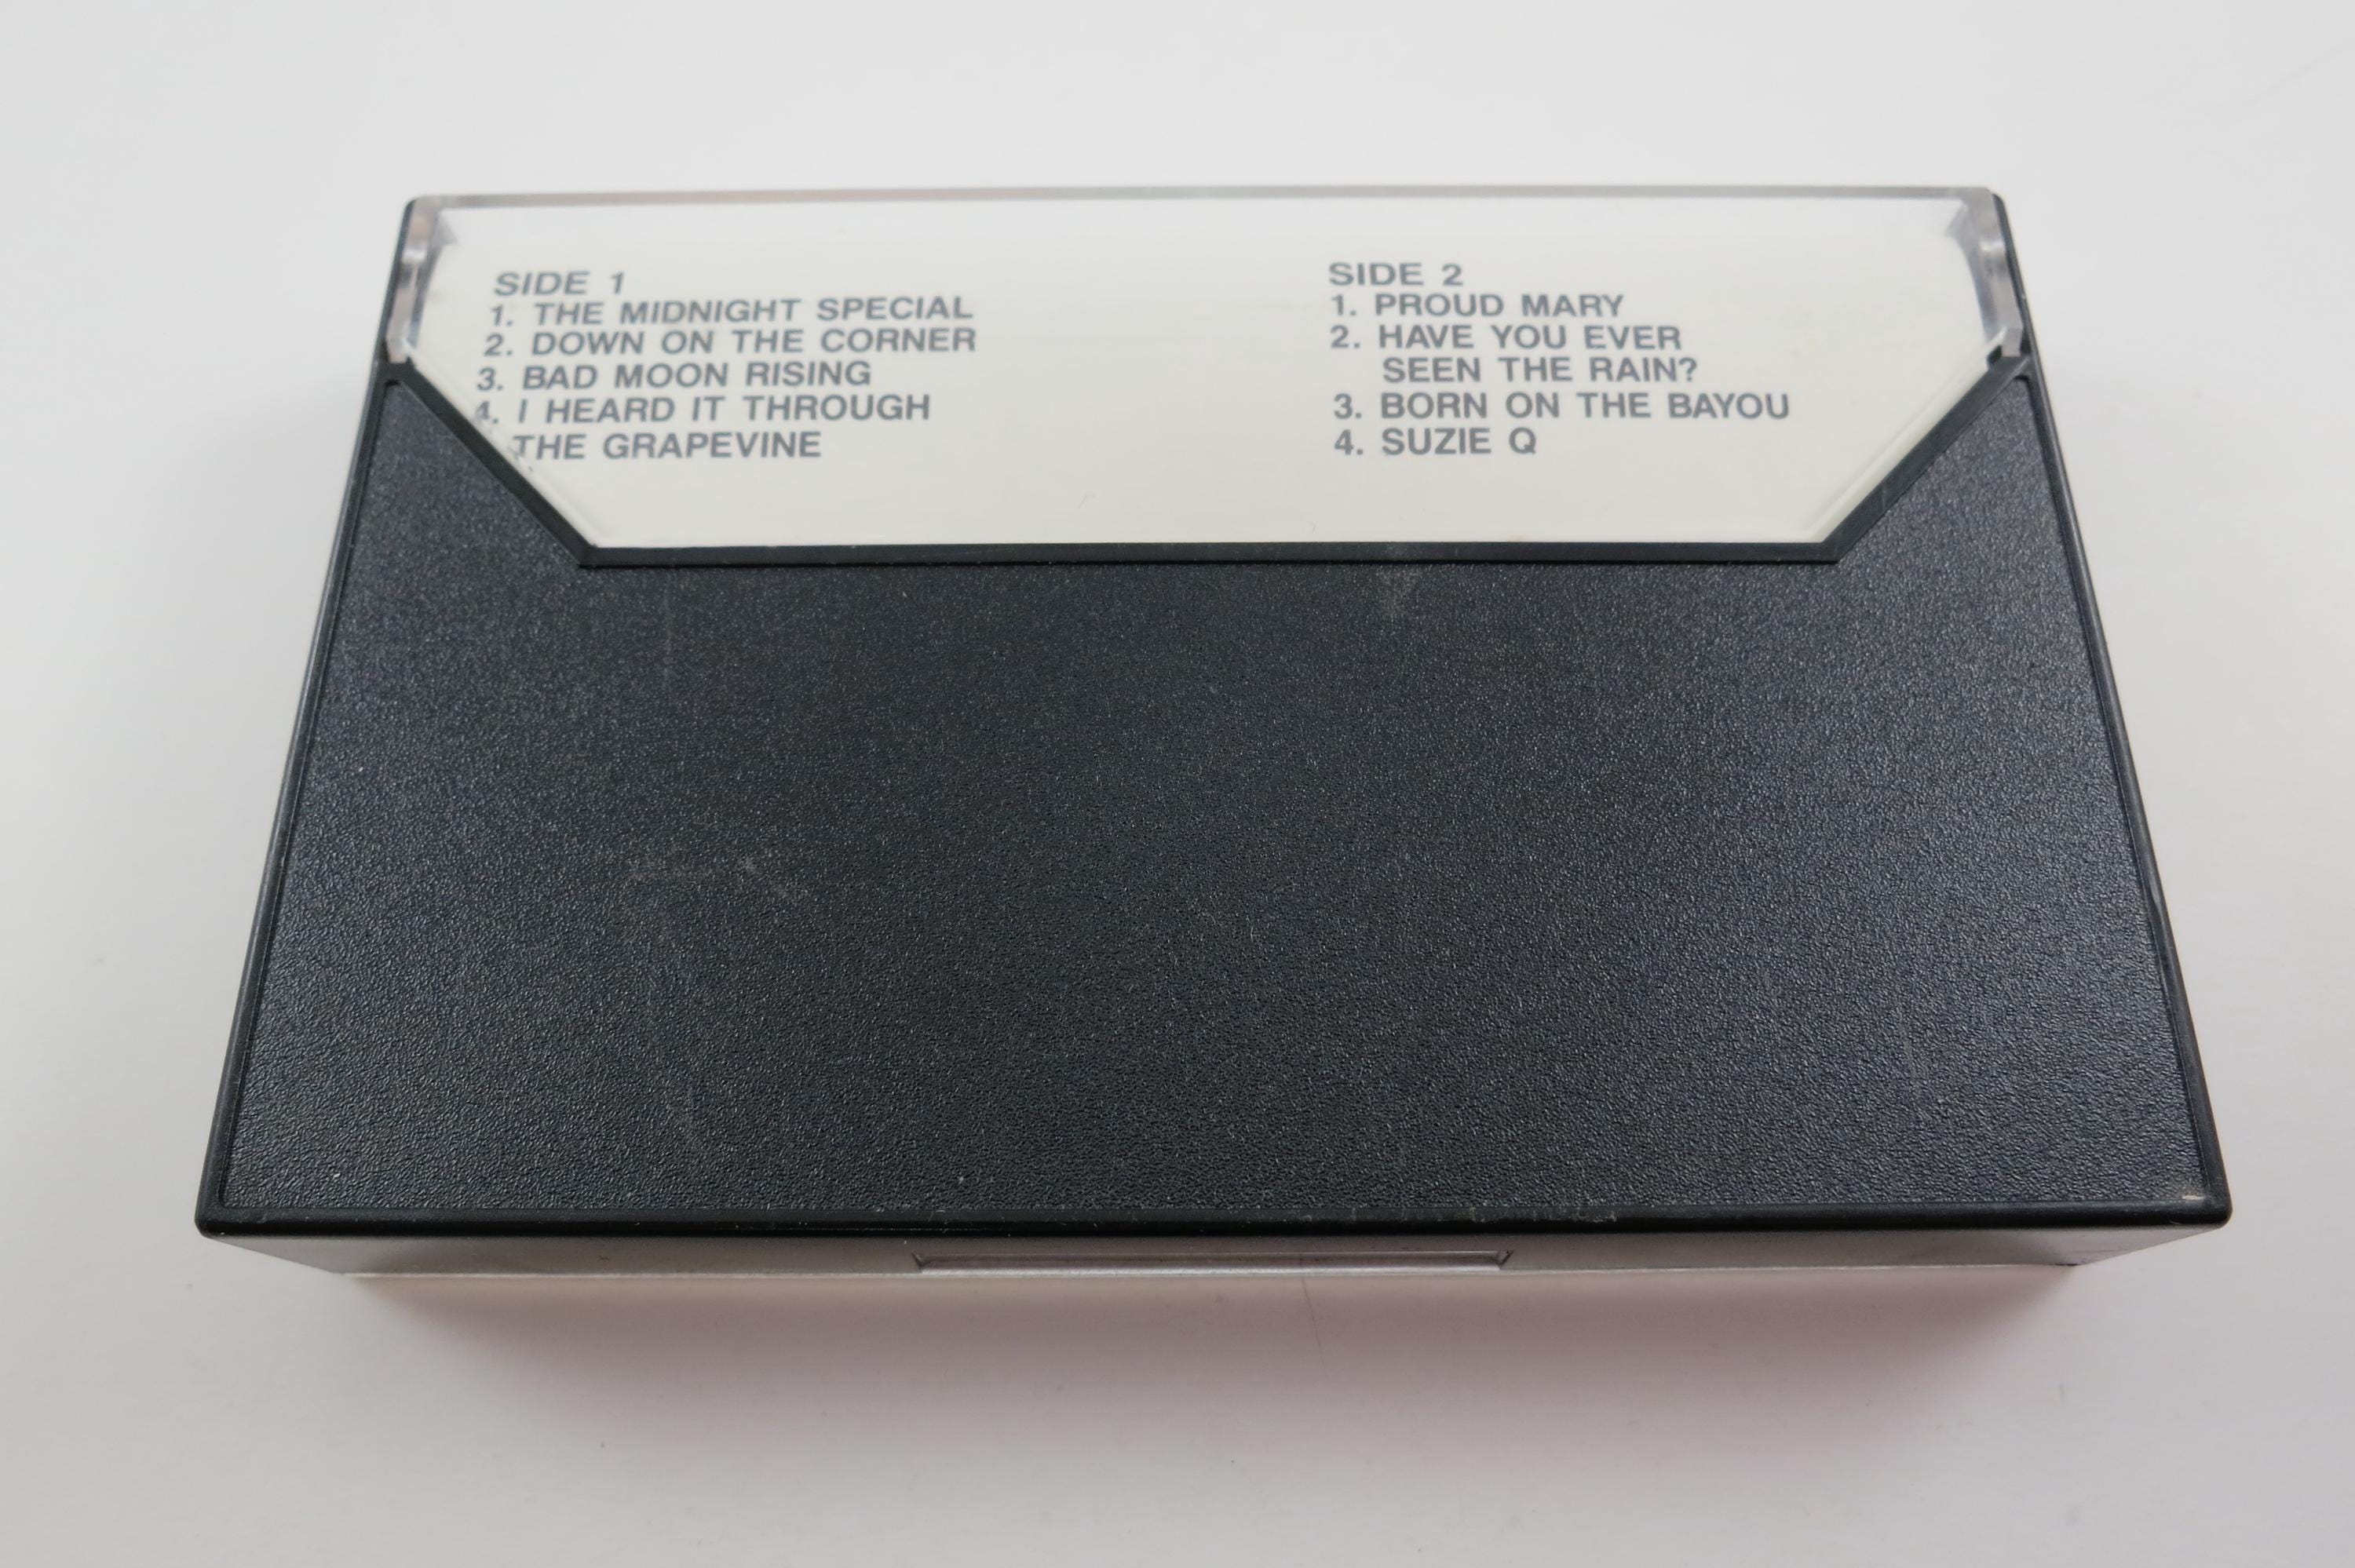 SIDE 1
1. THE MIDNIGHT SPECIAL
2. DOWN ON THE CORNER
3. BAD MOON RISING
4. I HEARD IT THROUGH
THE GRAPEVINE
SIDE 2
1. PROUD MARY
2. HAVE YOU EVER
SEEN THE RAIN?
3. BORN ON THE BAYOU
4. SUZIE Q